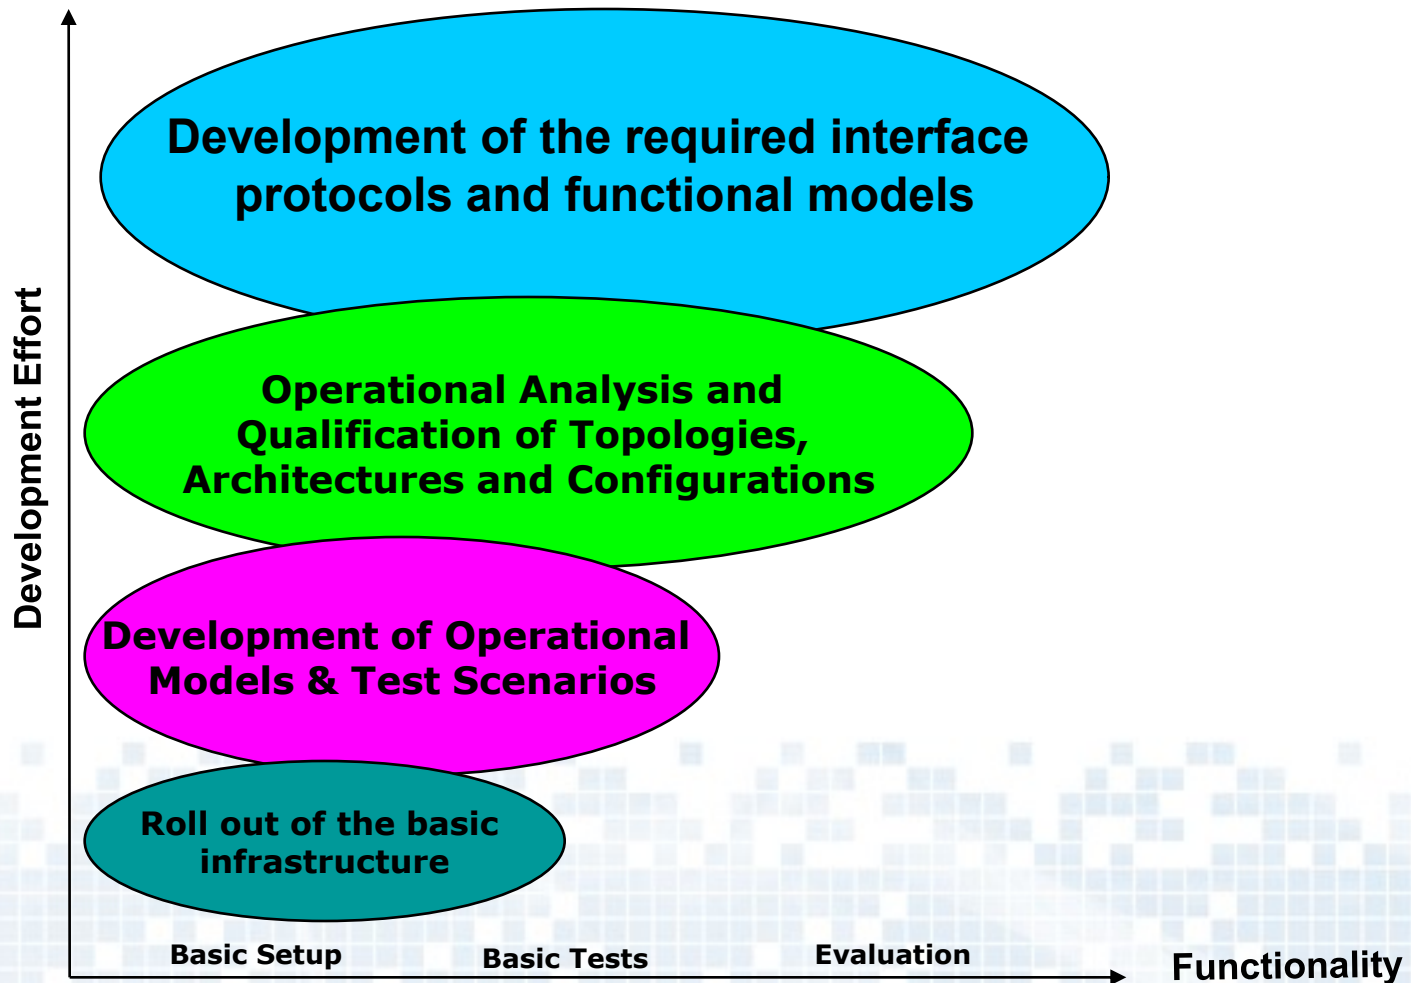 Development of the required interface
protocols and functional models
Operational Analysis and
Qualification of Topologies,
Architectures and Configurations
Development of Operational
Models & Test Scenarios
Roll out of the basic
infrastructure
Development Effort
Basic Setup
Basic Tests
Evaluation
Functionality